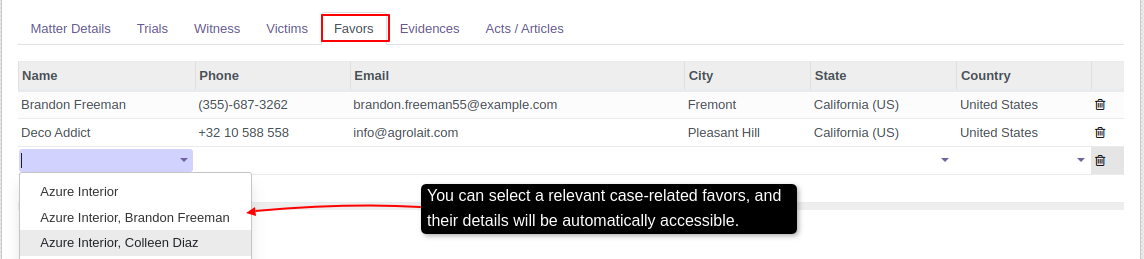 Matter Details Trials Witness Victims Favors Evidences Acts / Articles
Name Phone Email City State Country
Brandon Freeman (355)-687-3262 brandon.freeman55@example.com Fremont California (US) United States
Deco Addict +32 10 588 558 info@agrolait.com Pleasant Hill California (US) United States
Azure Interior
Azure Interior, Brandon Freeman
Azure Interior, Colleen Diaz
You can select a relevant case-related favors, and
their details will be automatically accessible.